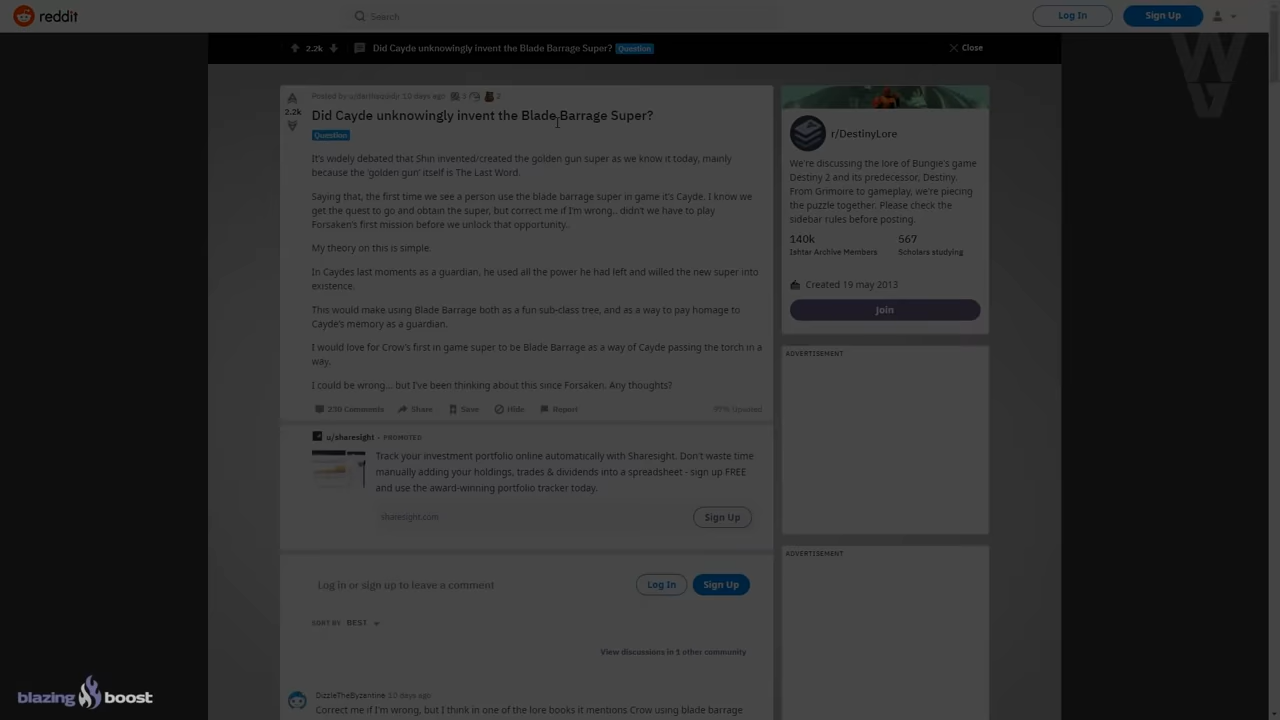 reddit
Search
Log In
Sign Up
2.2k
Did Cayde unknowingly invent the Blade Barrage Super?
Question
Close
10 days ago
1
2
2.2k
Did Cayde unknowingly invent the Blade Barrage Super?
Question
It's widely debated that Shin invented/created the golden gun super as we know it today, mainly
because the 'golden gun' itself is The Last Word.
Saying that, the first time we see a person use the blade barrage super in game it's Cayde. I know we
get the quest to go and obtain the super, but correct me if I'm wrong.. didn't we have to play
Forsaken's first mission before we unlock that opportunity..
My theory on this is simple.
In Caydes last moments as a guardian, he used all the power he had left and willed the new super into
existence.
This would make using Blade Barrage both as a fun sub-class tree, and as a way to pay homage to
Cayde's memory as a guardian.
I would love for Crow's first in game super to be Blade Barrage as a way of Cayde passing the torch in a
way.
I could be wrong... but I've been thinking about this since Forsaken. Any thoughts?
230 Comments
Share
Save
Hide
Report
97% Upvoted
u/sharesight • PROMOTED
Track your investment portfolio online automatically with Sharesight. Don't waste time
manually adding your holdings, trades & dividends into a spreadsheet - sign up FREE
and use the award-winning portfolio tracker today.
sharesight.com
Sign Up
Log in or sign up to leave a comment
Log In
Sign Up
SORT BY BEST
View discussions in 1 other community
DizzleTheByzantine 10 days ago
Correct me if I'm wrong, but I think in one of the lore books it mentions Crow using blade barrage
r/DestinyLore
We're discussing the lore of Bungie's game
Destiny 2 and its predecessor, Destiny.
From Grimoire to gameplay, we're piecing
the puzzle together. Please check the
sidebar rules before posting.
140k
567
Ishtar Archive Members
Scholars studying
Created 19 may 2013
Join
ADVERTISEMENT
ADVERTISEMENT
blazing boost